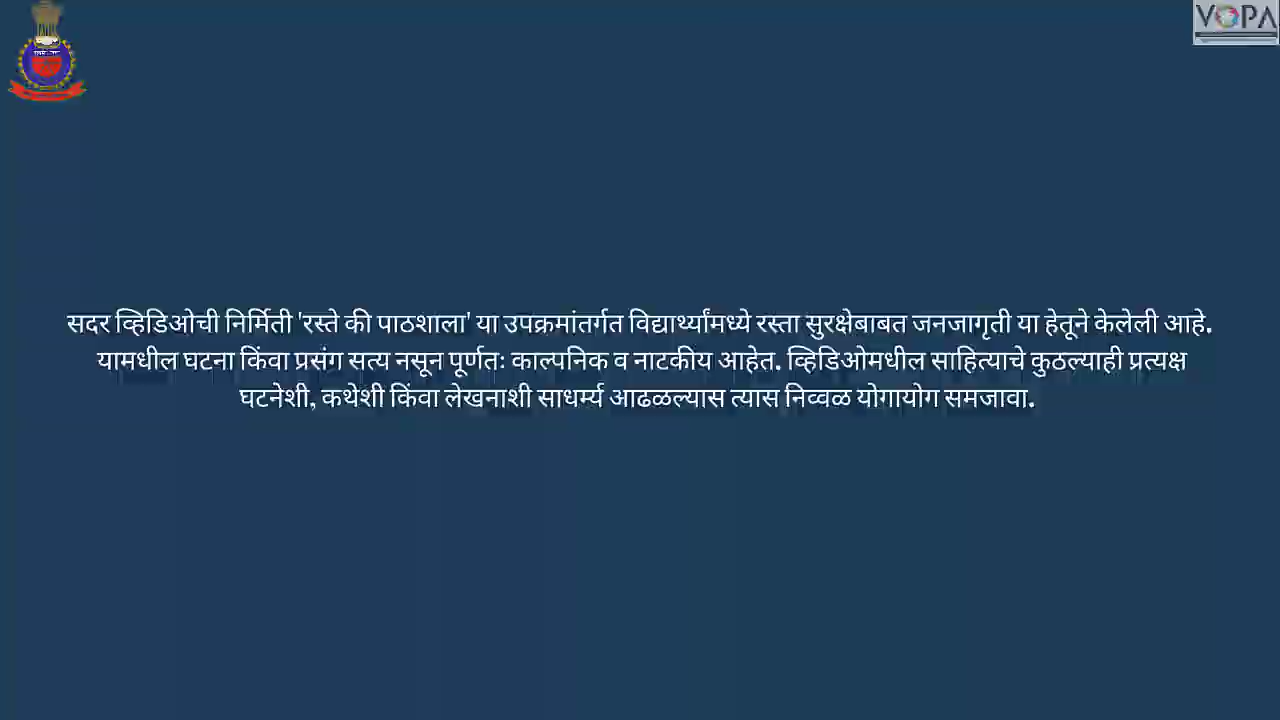 VOPA
सदर व्हिडिओची निर्मिती 'रस्ते की पाठशाला' या उपक्रमांतर्गत विद्यार्थ्यांमध्ये रस्ता सुरक्षेबाबत जनजागृती या हेतूने केलेली आहे.
यामधील घटना किंवा प्रसंग सत्य नसून पूर्णतः काल्पनिक व नाटकीय आहेत. व्हिडिओमधील साहित्याचे कुठल्याही प्रत्यक्ष
घटनेशी, कथेशी किंवा लेखनाशी साधर्म्य आढळल्यास त्यास निव्वळ योगायोग समजावा.